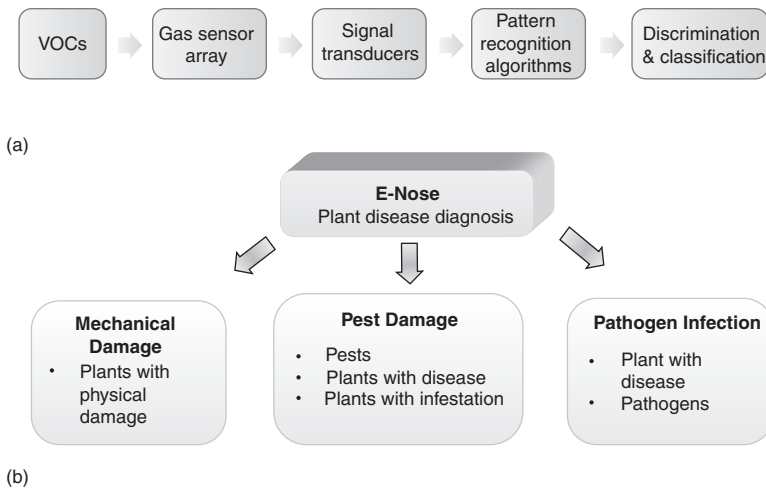 VOCs
Gas sensor
array
Signal
transducers
Pattern
recognition
algorithms
Discrimination
& classification
(a)
E-Nose
Plant disease diagnosis
Mechanical
Damage
• Plants with
physical
damage
Pest Damage
• Pests
• Plants with disease
• Plants with infestation
Pathogen Infection
• Plant with
disease
• Pathogens
(b)